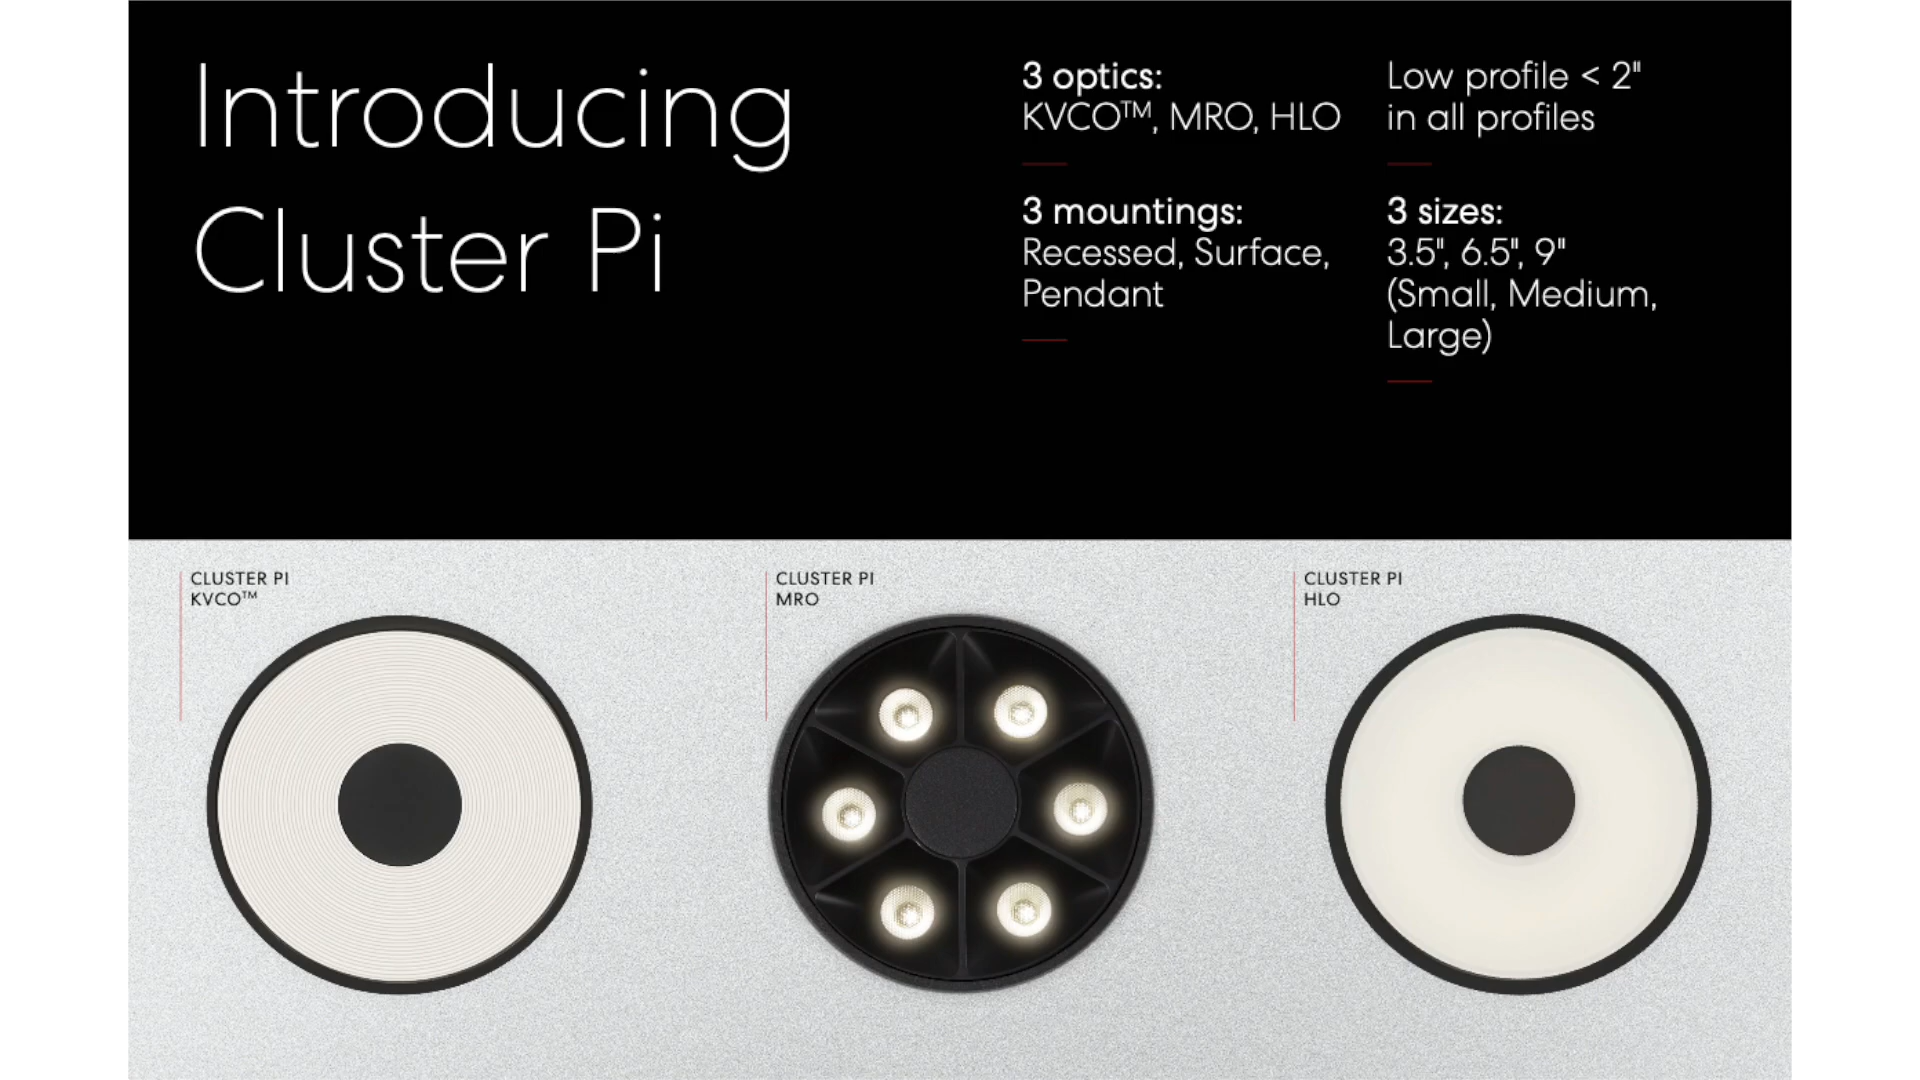 Introducing
Cluster Pi
3 optics:
KVCO™, MRO, HLO
3 mountings:
Recessed, Surface,
Pendant
Low profile < 2"
in all profiles
3 sizes:
3.5", 6.5", 9"
(Small, Medium,
Large)
CLUSTER PI
KVCO™
CLUSTER PI
MRO
CLUSTER PI
HLO